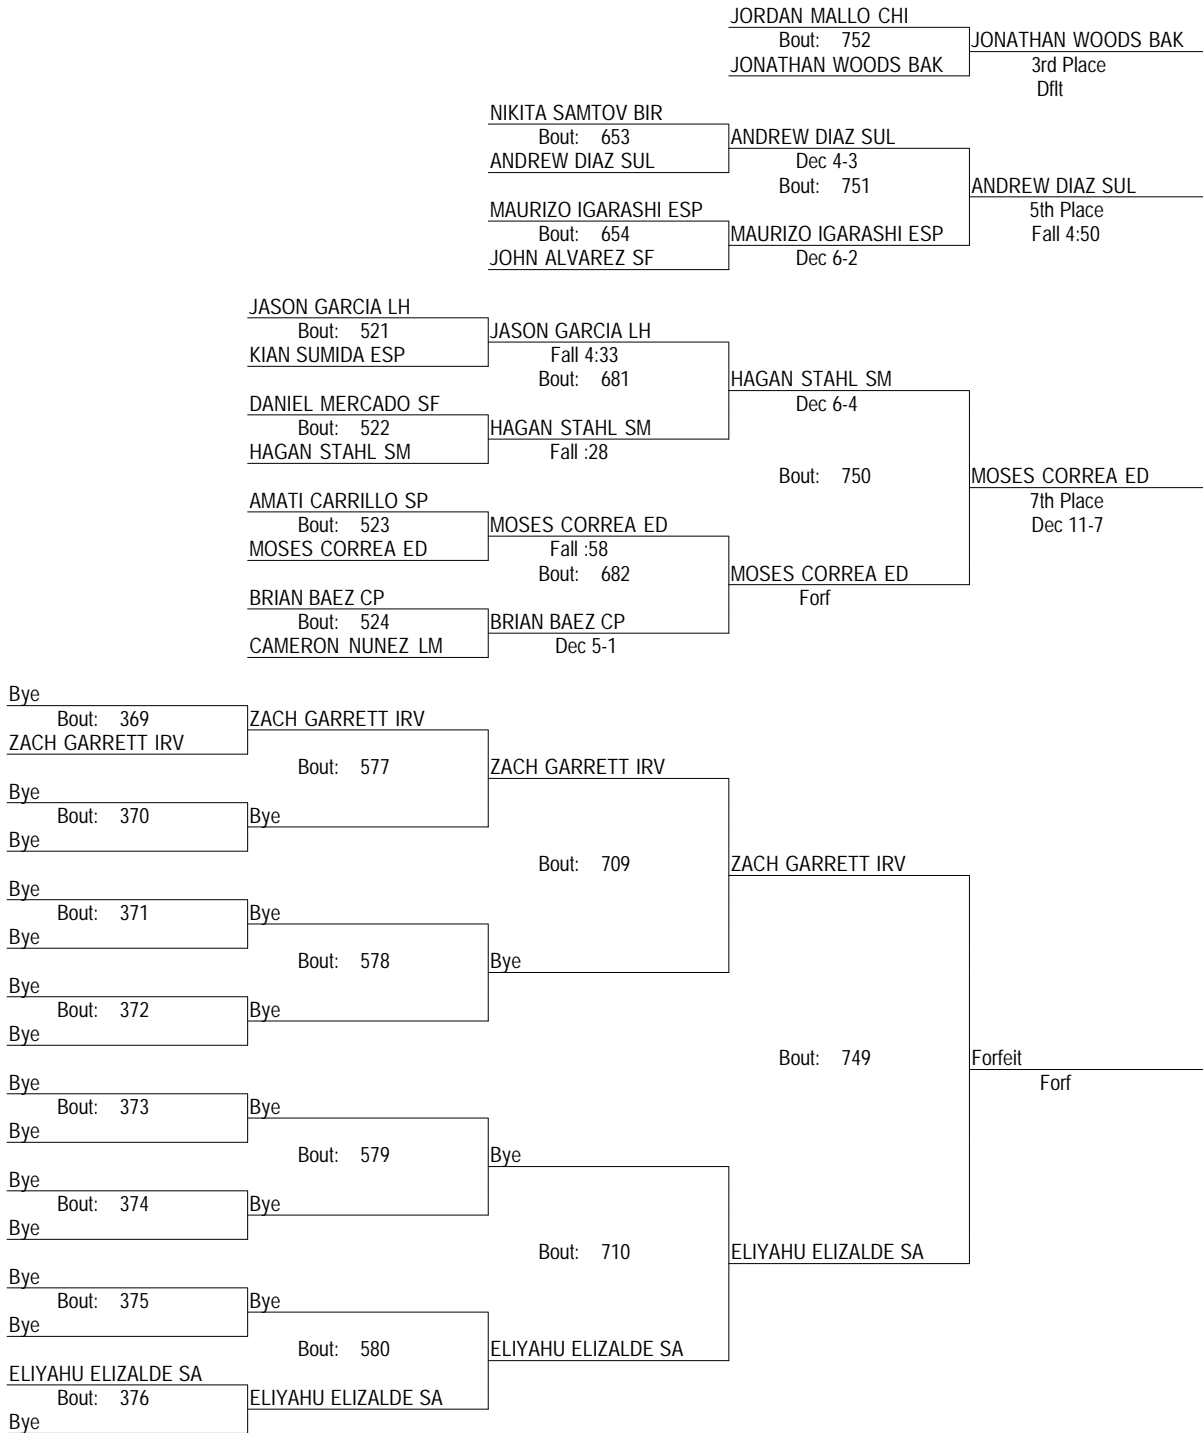 JORDAN MALLO CHI
Bout: 752
JONATHAN WOODS BAK
JONATHAN WOODS BAK
3rd Place
Dflt
NIKITA SAMTOV BIR
Bout: 653
ANDREW DIAZ SUL
ANDREW DIAZ SUL
Dec 4-3
Bout: 751
ANDREW DIAZ SUL
5th Place
Fall 4:50
MAURIZO IGARASHI ESP
Bout: 654
JOHN ALVAREZ SF
MAURIZO IGARASHI ESP
Dec 6-2
JASON GARCIA LH
Bout: 521
KIAN SUMIDA ESP
JASON GARCIA LH
Fall 4:33
Bout: 681
HAGAN STAHL SM
Dec 6-4
DANIEL MERCADO SF
Bout: 522
HAGAN STAHL SM
HAGAN STAHL SM
Fall :28
Bout: 750
MOSES CORREA ED
7th Place
Dec 11-7
AMATI CARRILLO SP
Bout: 523
MOSES CORREA ED
MOSES CORREA ED
Fall :58
Bout: 682
MOSES CORREA ED
Forf
BRIAN BAEZ CP
Bout: 524
CAMERON NUNEZ LM
BRIAN BAEZ CP
Dec 5-1
Bye
Bout: 369
ZACH GARRETT IRV
ZACH GARRETT IRV
Bout: 577
ZACH GARRETT IRV
Bye
Bout: 370
Bye
Bye
Bout: 709
ZACH GARRETT IRV
Bye
Bout: 371
Bye
Bye
Bout: 578
Bye
Bye
Bout: 372
Bye
Bye
Bout: 749
Forfeit
Forf
Bye
Bout: 373
Bye
Bye
Bout: 579
Bye
Bye
Bout: 374
Bye
Bye
Bout: 710
ELIYAHU ELIZALDE SA
Bye
Bout: 375
Bye
Bye
Bout: 580
ELIYAHU ELIZALDE SA
ELIYAHU ELIZALDE SA
Bout: 376
Bye
ELIYAHU ELIZALDE SA